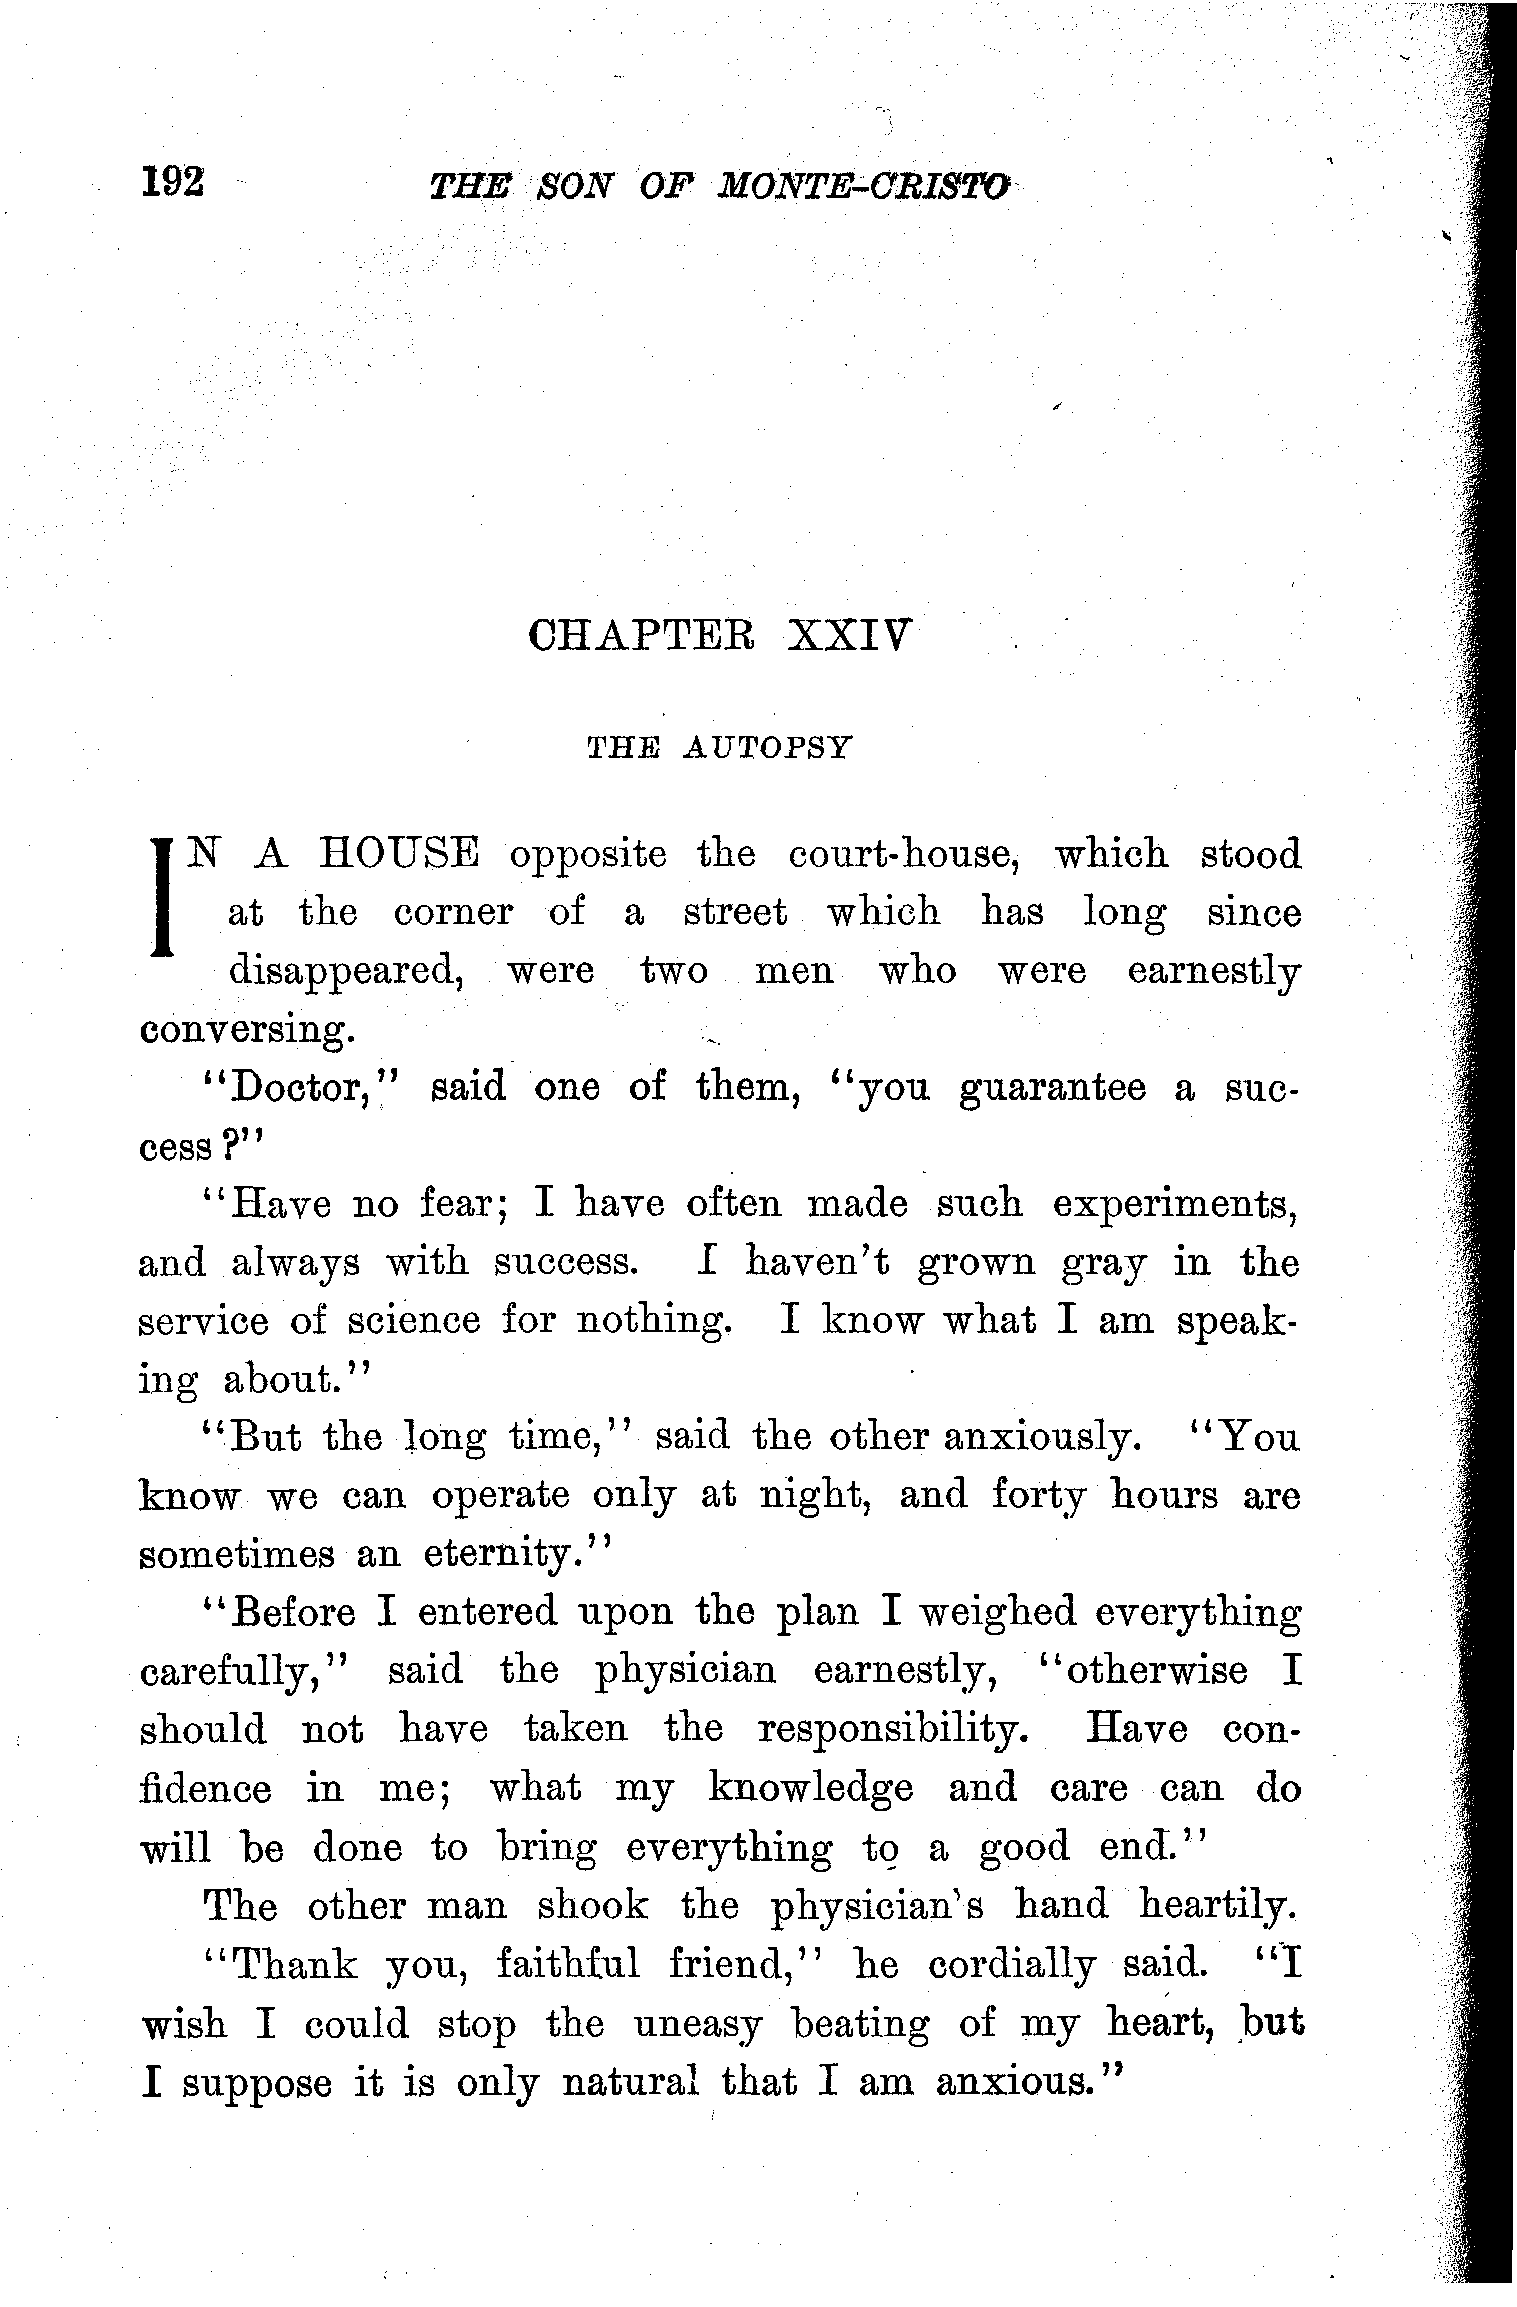 192 THE SON OF MONTE-CRISTO
CHAPTER XXIV
THE AUTOPSY
IN A HOUSE opposite the court-house, which stood
at the corner of a street which has long since
disappeared, were two men who were earnestly
conversing.
"Doctor," said one of them, "you guarantee a suc-
cess?"
"Have no fear; I have often made such experiments,
and always with success. I haven't grown gray in the
service of science for nothing. I know what I am speak-
ing about."
"But the long time," said the other anxiously. "You
know we can operate only at night, and forty hours are
sometimes an eternity."
"Before I entered upon the plan I weighed everything
carefully," said the physician earnestly, "otherwise I
should not have taken the responsibility. Have con-
fidence in me; what my knowledge and care can do
will be done to bring everything to a good end."
The other man shook the physician's hand heartily.
"Thank you, faithful friend," he cordially said. "I
wish I could stop the uneasy beating of my heart, but
I suppose it is only natural that I am anxious."